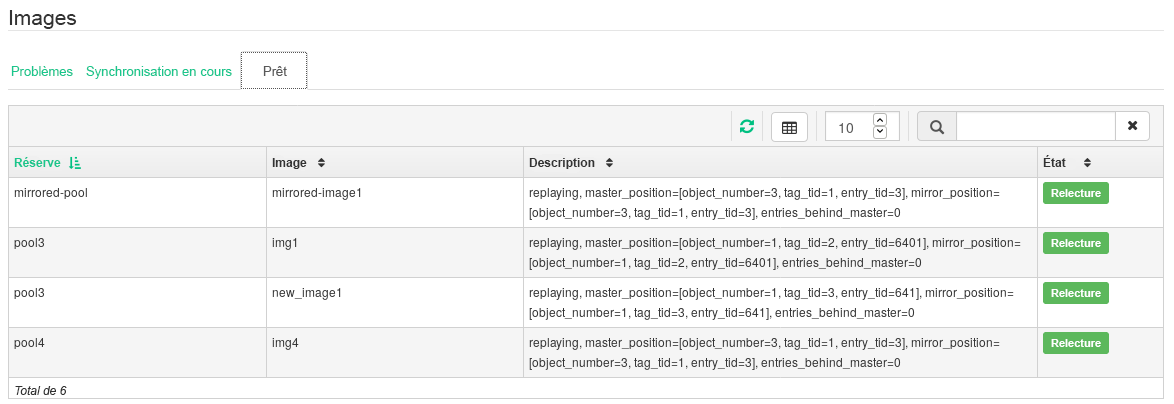 Images
Problèmes Synchronisation en cours Prêt
10
Réserve Image Description État
mirrored-pool mirrored-image1 replaying, master_position=[object_number=3, tag_tid=1, entry_tid=3], mirror_position= Relecture
[object_number=3, tag_tid=1, entry_tid=3], entries_behind_master=0
pool3 img1 replaying, master_position=[object_number=1, tag_tid=2, entry_tid=6401], mirror_position= Relecture
[object_number=1, tag_tid=2, entry_tid=6401], entries_behind_master=0
pool3 new_image1 replaying, master_position=[object_number=1, tag_tid=3, entry_tid=641], mirror_position= Relecture
[object_number=1, tag_tid=3, entry_tid=641], entries_behind_master=0
pool4 img4 replaying, master_position=[object_number=3, tag_tid=1, entry_tid=3], mirror_position= Relecture
[object_number=3, tag_tid=1, entry_tid=3], entries_behind_master=0
Total de 6